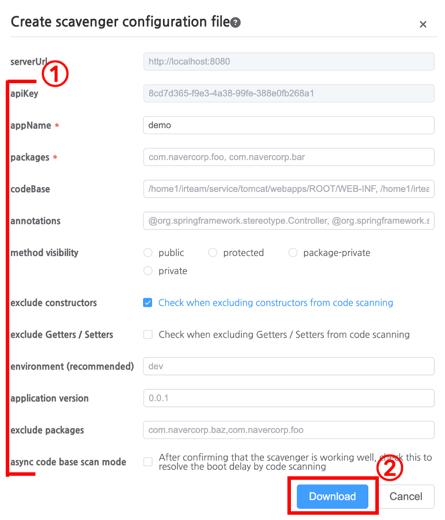 Create scavenger configuration file?
×
serverUrl
http://localhost:8080
①
apiKey
8cd7d365-f9e3-4a38-99fe-388e0fb268a1
appName *
demo
packages *
com.navercorp.foo, com.navercorp.bar
codeBase
/home1/irteam/service/tomcat/webapps/ROOT/WEB-INF, /home1/irtea
annotations
@org.springframework.stereotype.Controller, @org.springframework.s
method visibility
public protected package-private
private
exclude constructors
Check when excluding constructors from code scanning
exclude Getters / Setters
Check when excluding Getters / Setters from code scanning
environment (recommended)
dev
application version
0.0.1
exclude packages
com.navercorp.baz,com.navercorp.foo
async code base scan mode
After confirming that the scavenger is working well, check this to
resolve the boot delay by code scanning
②
Download
Cancel